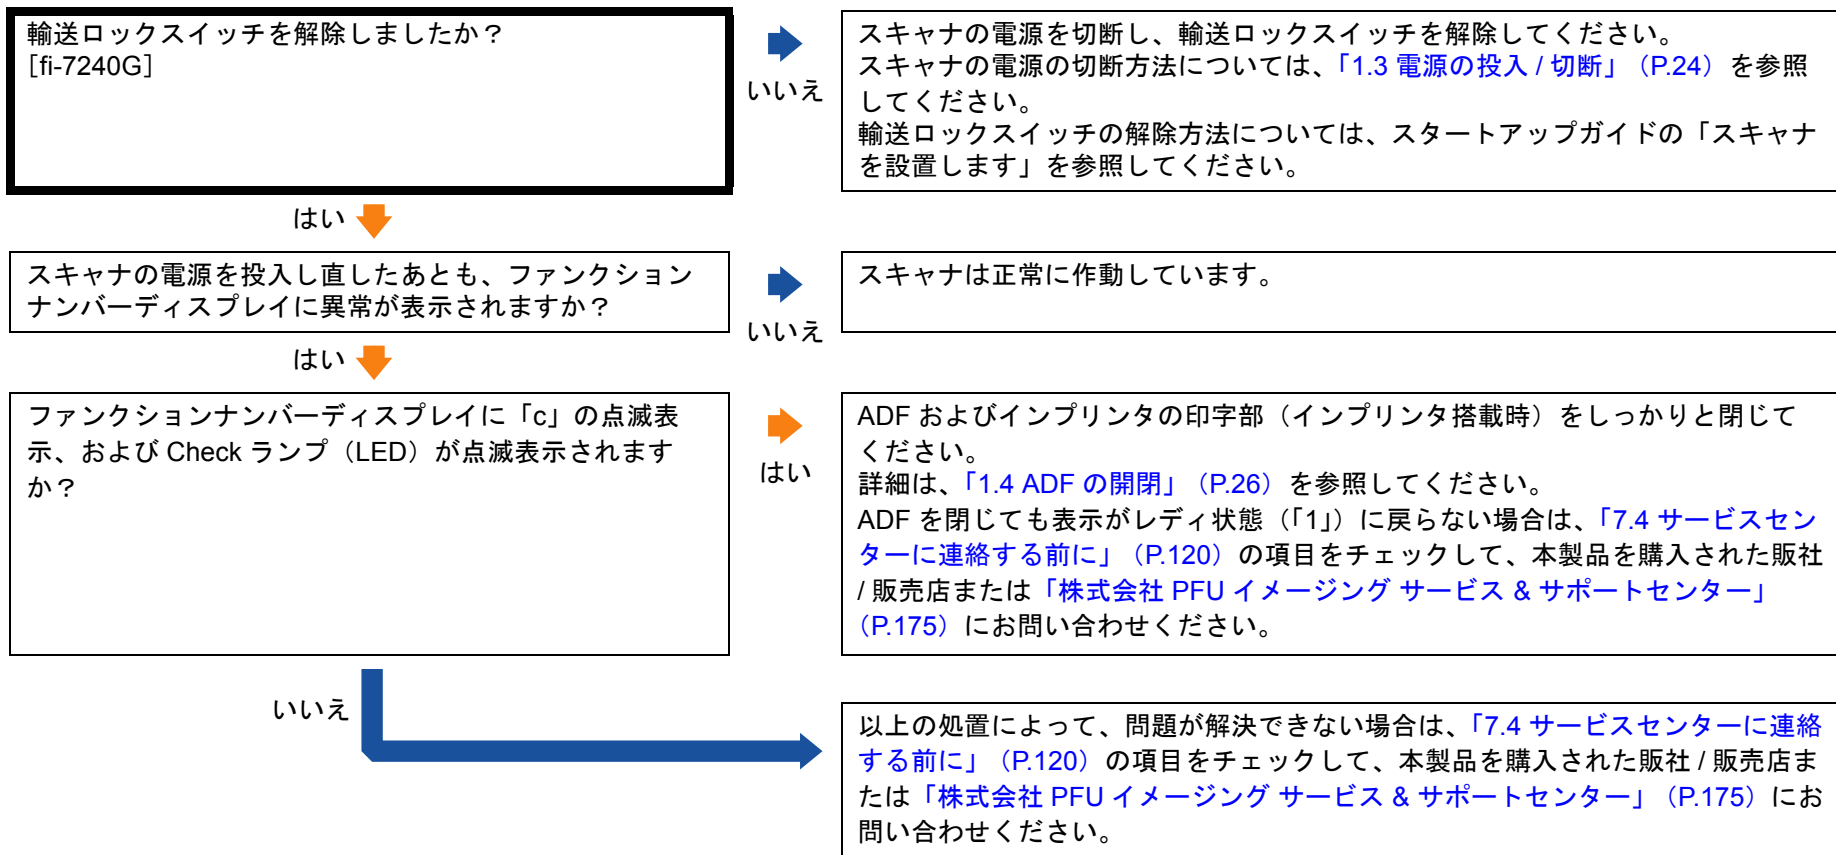 輸送ロックスイッチを解除しましたか？
［fi-7240G］
いいえ
スキャナの電源を切断し、輸送ロックスイッチを解除してください。
スキャナの電源の切断方法については、「1.3 電源の投入 / 切断」（P.24）を参照
してください。
輸送ロックスイッチの解除方法については、スタートアップガイドの「スキャナ
を設置します」を参照してください。
はい
スキャナの電源を投入し直したあとも、ファンクション
ナンバーディスプレイに異常が表示されますか？
いいえ
スキャナは正常に作動しています。
はい
ファンクションナンバーディスプレイに「c」の点滅表
示、および Check ランプ（LED）が点滅表示されます
か？
はい
ADF およびインプリンタの印字部（インプリンタ搭載時）をしっかりと閉じて
ください。
詳細は、「1.4 ADF の開閉」（P.26）を参照してください。
ADF を閉じても表示がレディ状態（「1」）に戻らない場合は、「7.4 サービスセン
ターに連絡する前に」（P.120）の項目をチェックして、本製品を購入された販社
/ 販売店または「株式会社 PFU イメージング サービス & サポートセンター」
（P.175）にお問い合わせください。
いいえ
以上の処置によって、問題が解決できない場合は、「7.4 サービスセンターに連絡
する前に」（P.120）の項目をチェックして、本製品を購入された販社 / 販売店ま
たは「株式会社 PFU イメージング サービス & サポートセンター」（P.175）にお
問い合わせください。